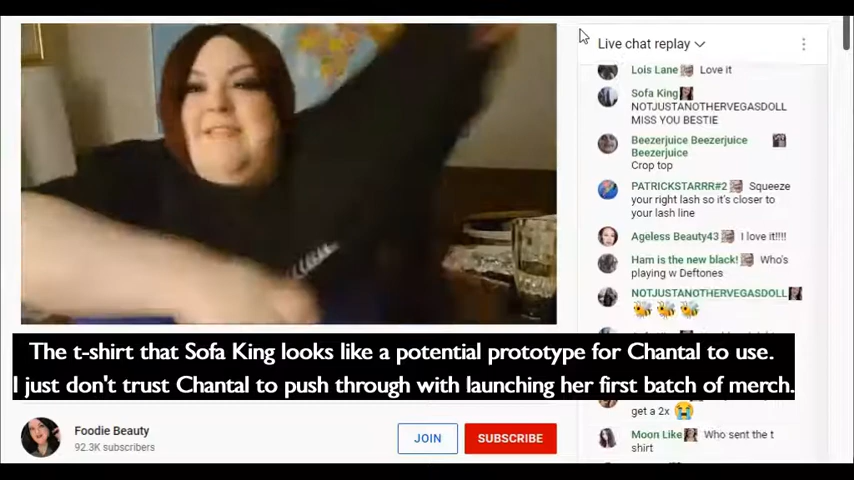 Live chat replay
Lois Lane Love it
Sofa King
NOTJUSTANOTHERVEGASDOLL
MISS YOU BESTIE
Beezerjuice Beezerjuice
Beezerjuice
Crop top
PATRICKSTARRR#2 Squeeze
your right lash so it's closer to
your lash line
Ageless Beauty43 I love it!!!!
Ham is the new black! Who's
playing w Deftones
NOTJUSTANOTHERVEGASDOLL
🐝 🐝 🐝
The t-shirt that Sofa King looks like a potential prototype for Chantal to use.
I just don't trust Chantal to push through with launching her first batch of merch.
get a 2x 😭
Moon Like Who sent the t
shirt
Foodie Beauty
92.3K subscribers
JOIN
SUBSCRIBE